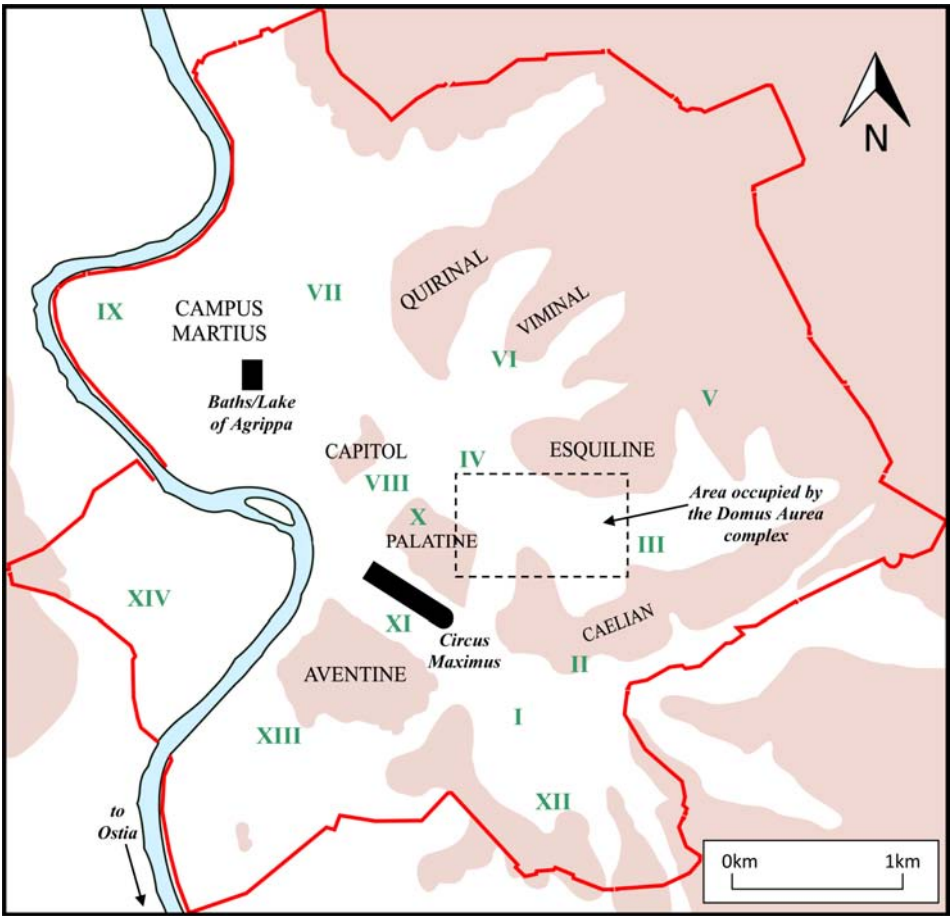 N
QUIRINAL
VII
IX
CAMPUS
MARTIUS
VIMINAL
VI
V
Baths/Lake
of Agrippa
CAPITOL
IV
ESQUILINE
VIII
Area occupied by
the Domus Aurea
complex
X
PALATINE
III
XIV
XI
Circus
Maximus
CAELIAN
II
AVENTINE
I
XIII
XII
to
Ostia
0km
1km